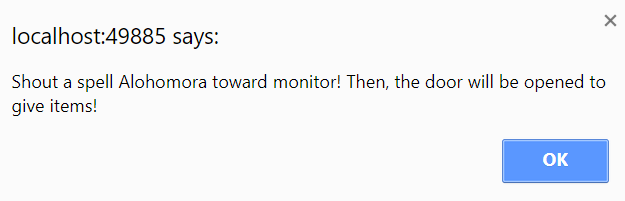 localhost:49885 says:
Shout a spell Alohomora toward monitor! Then, the door will be opened to
give items!
OK